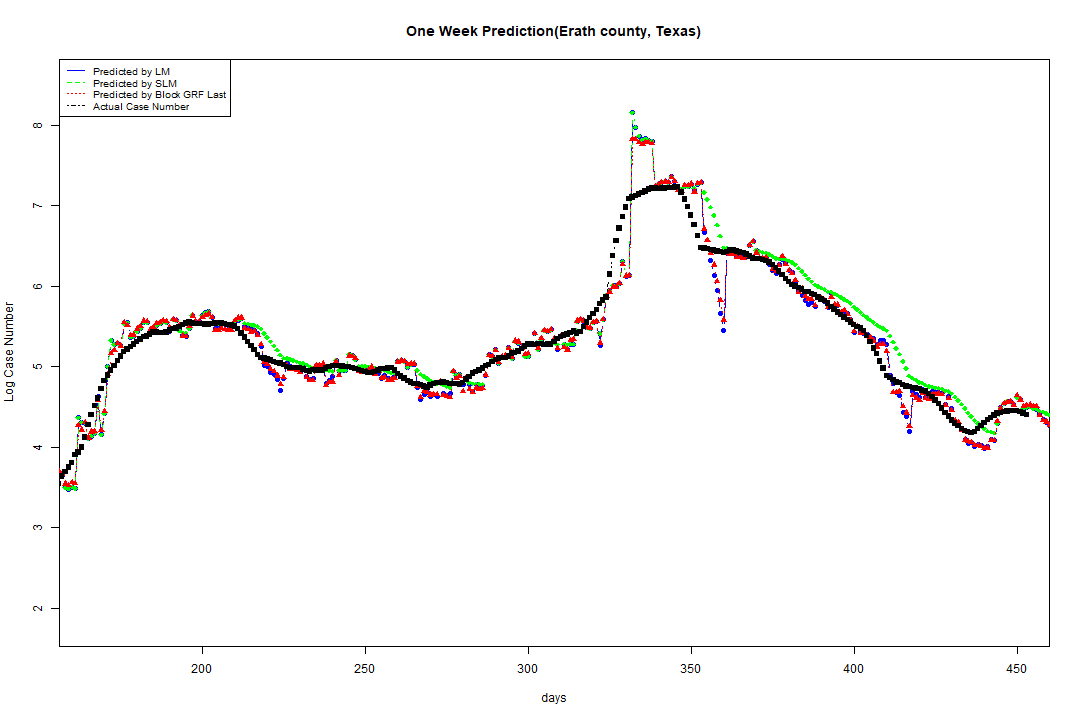 One Week Prediction(Erath county, Texas)
Predicted by LM
Predicted by SLM
Predicted by Block GRF Last
Actual Case Number
8
7
6
5
4
3
2
Log Case Number
200 250 300 350 400 450
days